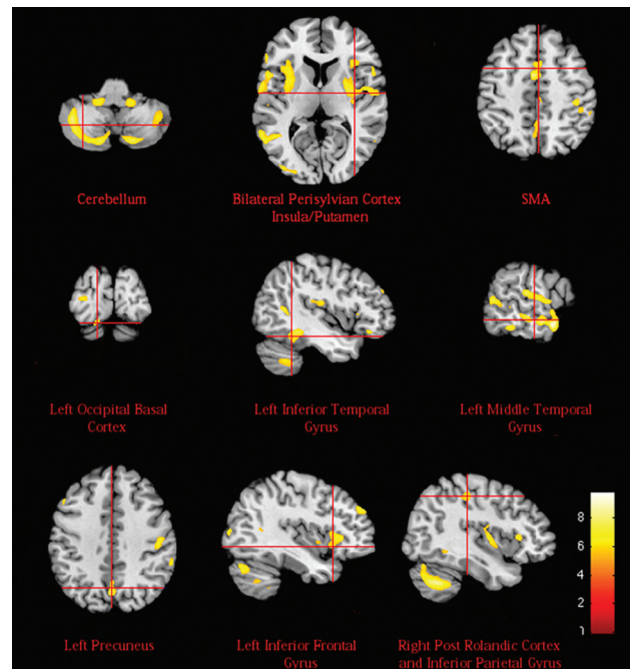 Cerebellum
Bilateral Perisylvian Cortex
Insula/Putamen
SMA
Left Occipital Basal
Cortex
Left Inferior Temporal
Gyrus
Left Middle Temporal
Gyrus
8
6
4
2
1
Left Precuneus
Left Inferior Frontal
Gyrus
Right Post Rolandic Cortex
and Inferior Parietal Gyrus